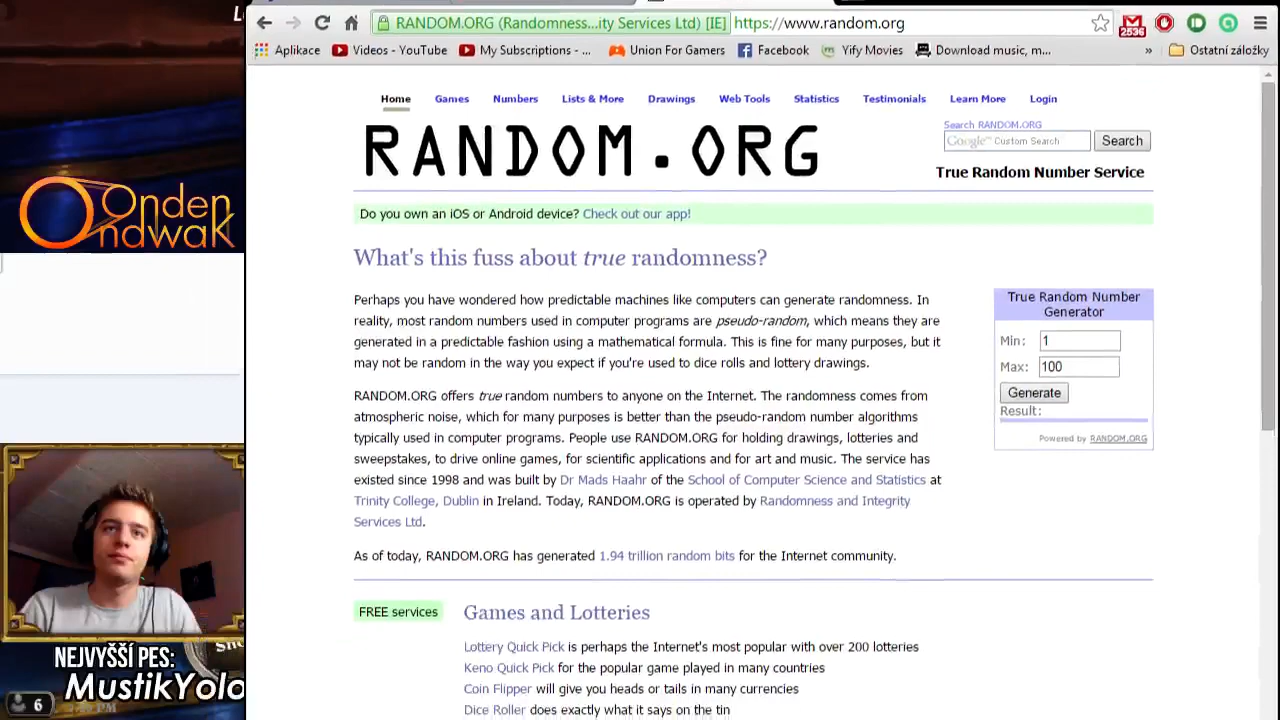 RANDOM.ORG (Randomness...ity Services Ltd) [IE] https://www.random.org
2536
Aplikace Videos - YouTube My Subscriptions - ... Union For Gamers Facebook Yify Movies Download music, m... » Ostatní záložky
Home Games Numbers Lists & More Drawings Web Tools Statistics Testimonials Learn More Login
RANDOM.ORG
Search RANDOM.ORG
Google™ Custom Search Search
True Random Number Service
Do you own an iOS or Android device? Check out our app!
What's this fuss about true randomness?
Perhaps you have wondered how predictable machines like computers can generate randomness. In
reality, most random numbers used in computer programs are pseudo-random, which means they are
generated in a predictable fashion using a mathematical formula. This is fine for many purposes, but it
may not be random in the way you expect if you're used to dice rolls and lottery drawings.
RANDOM.ORG offers true random numbers to anyone on the Internet. The randomness comes from
atmospheric noise, which for many purposes is better than the pseudo-random number algorithms
typically used in computer programs. People use RANDOM.ORG for holding drawings, lotteries and
sweepstakes, to drive online games, for scientific applications and for art and music. The service has
existed since 1998 and was built by Dr Mads Haahr of the School of Computer Science and Statistics at
Trinity College, Dublin in Ireland. Today, RANDOM.ORG is operated by Randomness and Integrity
Services Ltd.
As of today, RANDOM.ORG has generated 1.94 trillion random bits for the Internet community.
True Random Number
Generator
Min: 1
Max: 100
Generate
Result:
Powered by RANDOM.ORG
FREE services
Games and Lotteries
Lottery Quick Pick is perhaps the Internet's most popular with over 200 lotteries
Keno Quick Pick for the popular game played in many countries
Coin Flipper will give you heads or tails in many currencies
Dice Roller does exactly what it says on the tin
Onden
Ondwak
NEJVYŠŠÍ PES:
MustikYolo
6